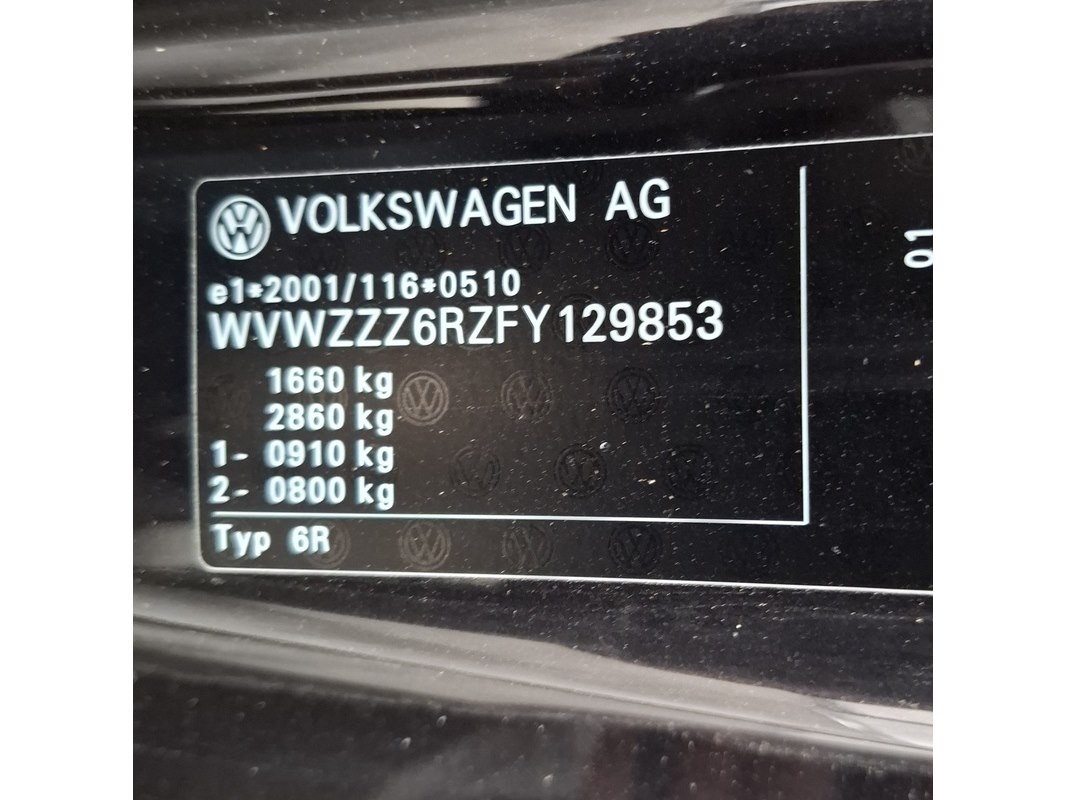 VOLKSWAGEN AG
e1*2001/116*0510
WVWZZZ6RZFY129853
1660 kg
2860 kg
1- 0910 kg
2- 0800 kg
Typ 6R